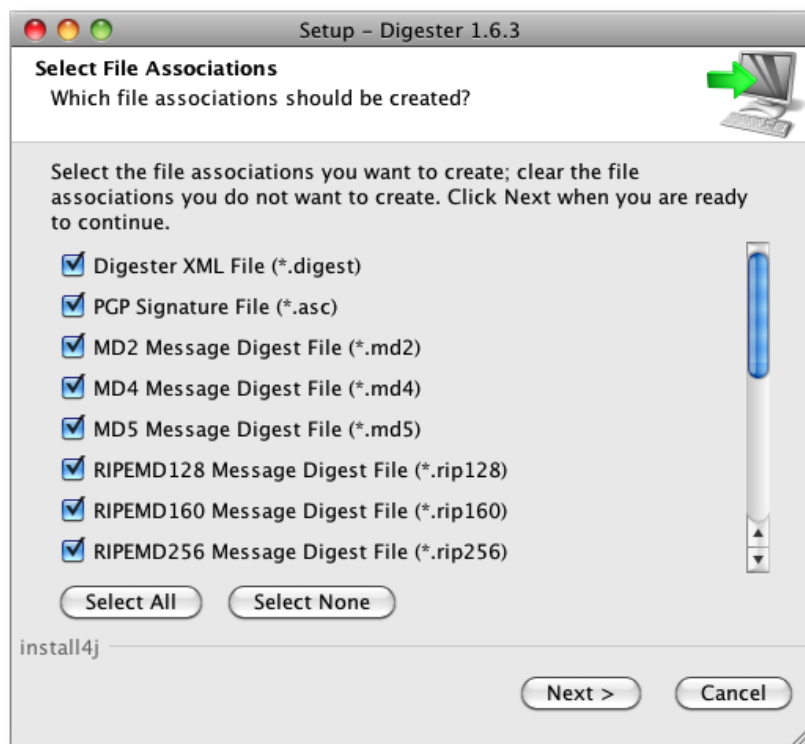 Setup – Digester 1.6.3
Select File Associations
Which file associations should be created?
Select the file associations you want to create; clear the file
associations you do not want to create. Click Next when you are ready
to continue.
Digester XML File (*.digest)
PGP Signature File (*.asc)
MD2 Message Digest File (*.md2)
MD4 Message Digest File (*.md4)
MD5 Message Digest File (*.md5)
RIPEMD128 Message Digest File (*.rip128)
RIPEMD160 Message Digest File (*.rip160)
RIPEMD256 Message Digest File (*.rip256)
Select All Select None
install4j
Next > Cancel